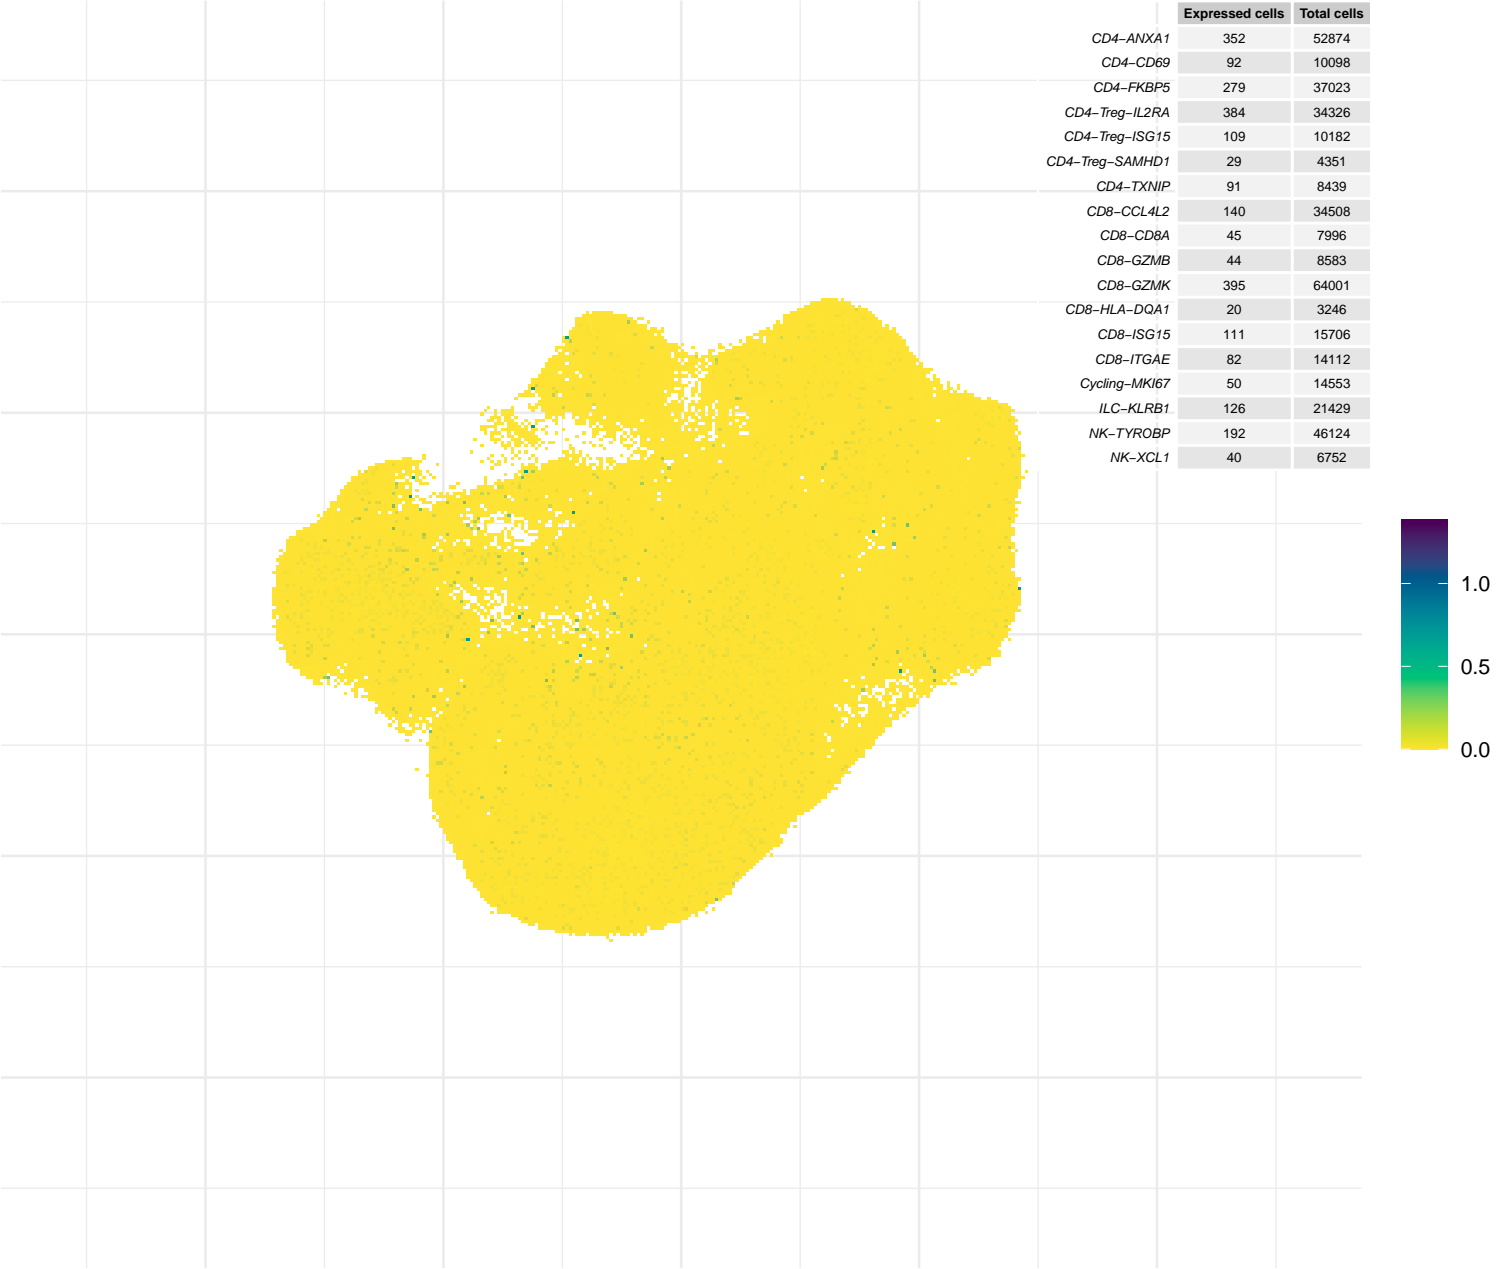 Expressed cells Total cells
CD4−ANXA1 352 52874
CD4−CD69 92 10098
CD4−FKBP5 279 37023
CD4−Treg−IL2RA 384 34326
CD4−Treg−ISG15 109 10182
CD4−Treg−SAMHD1 29 4351
CD4−TXNIP 91 8439
CD8−CCL4L2 140 34508
CD8−CD8A 45 7996
CD8−GZMB 44 8583
CD8−GZMK 395 64001
CD8−HLA−DQA1 20 3246
CD8−ISG15 111 15706
CD8−ITGAE 82 14112
Cycling−MKI67 50 14553
ILC−KLRB1 126 21429
NK−TYROBP 192 46124
NK−XCL1 40 6752
1.0
0.5
0.0